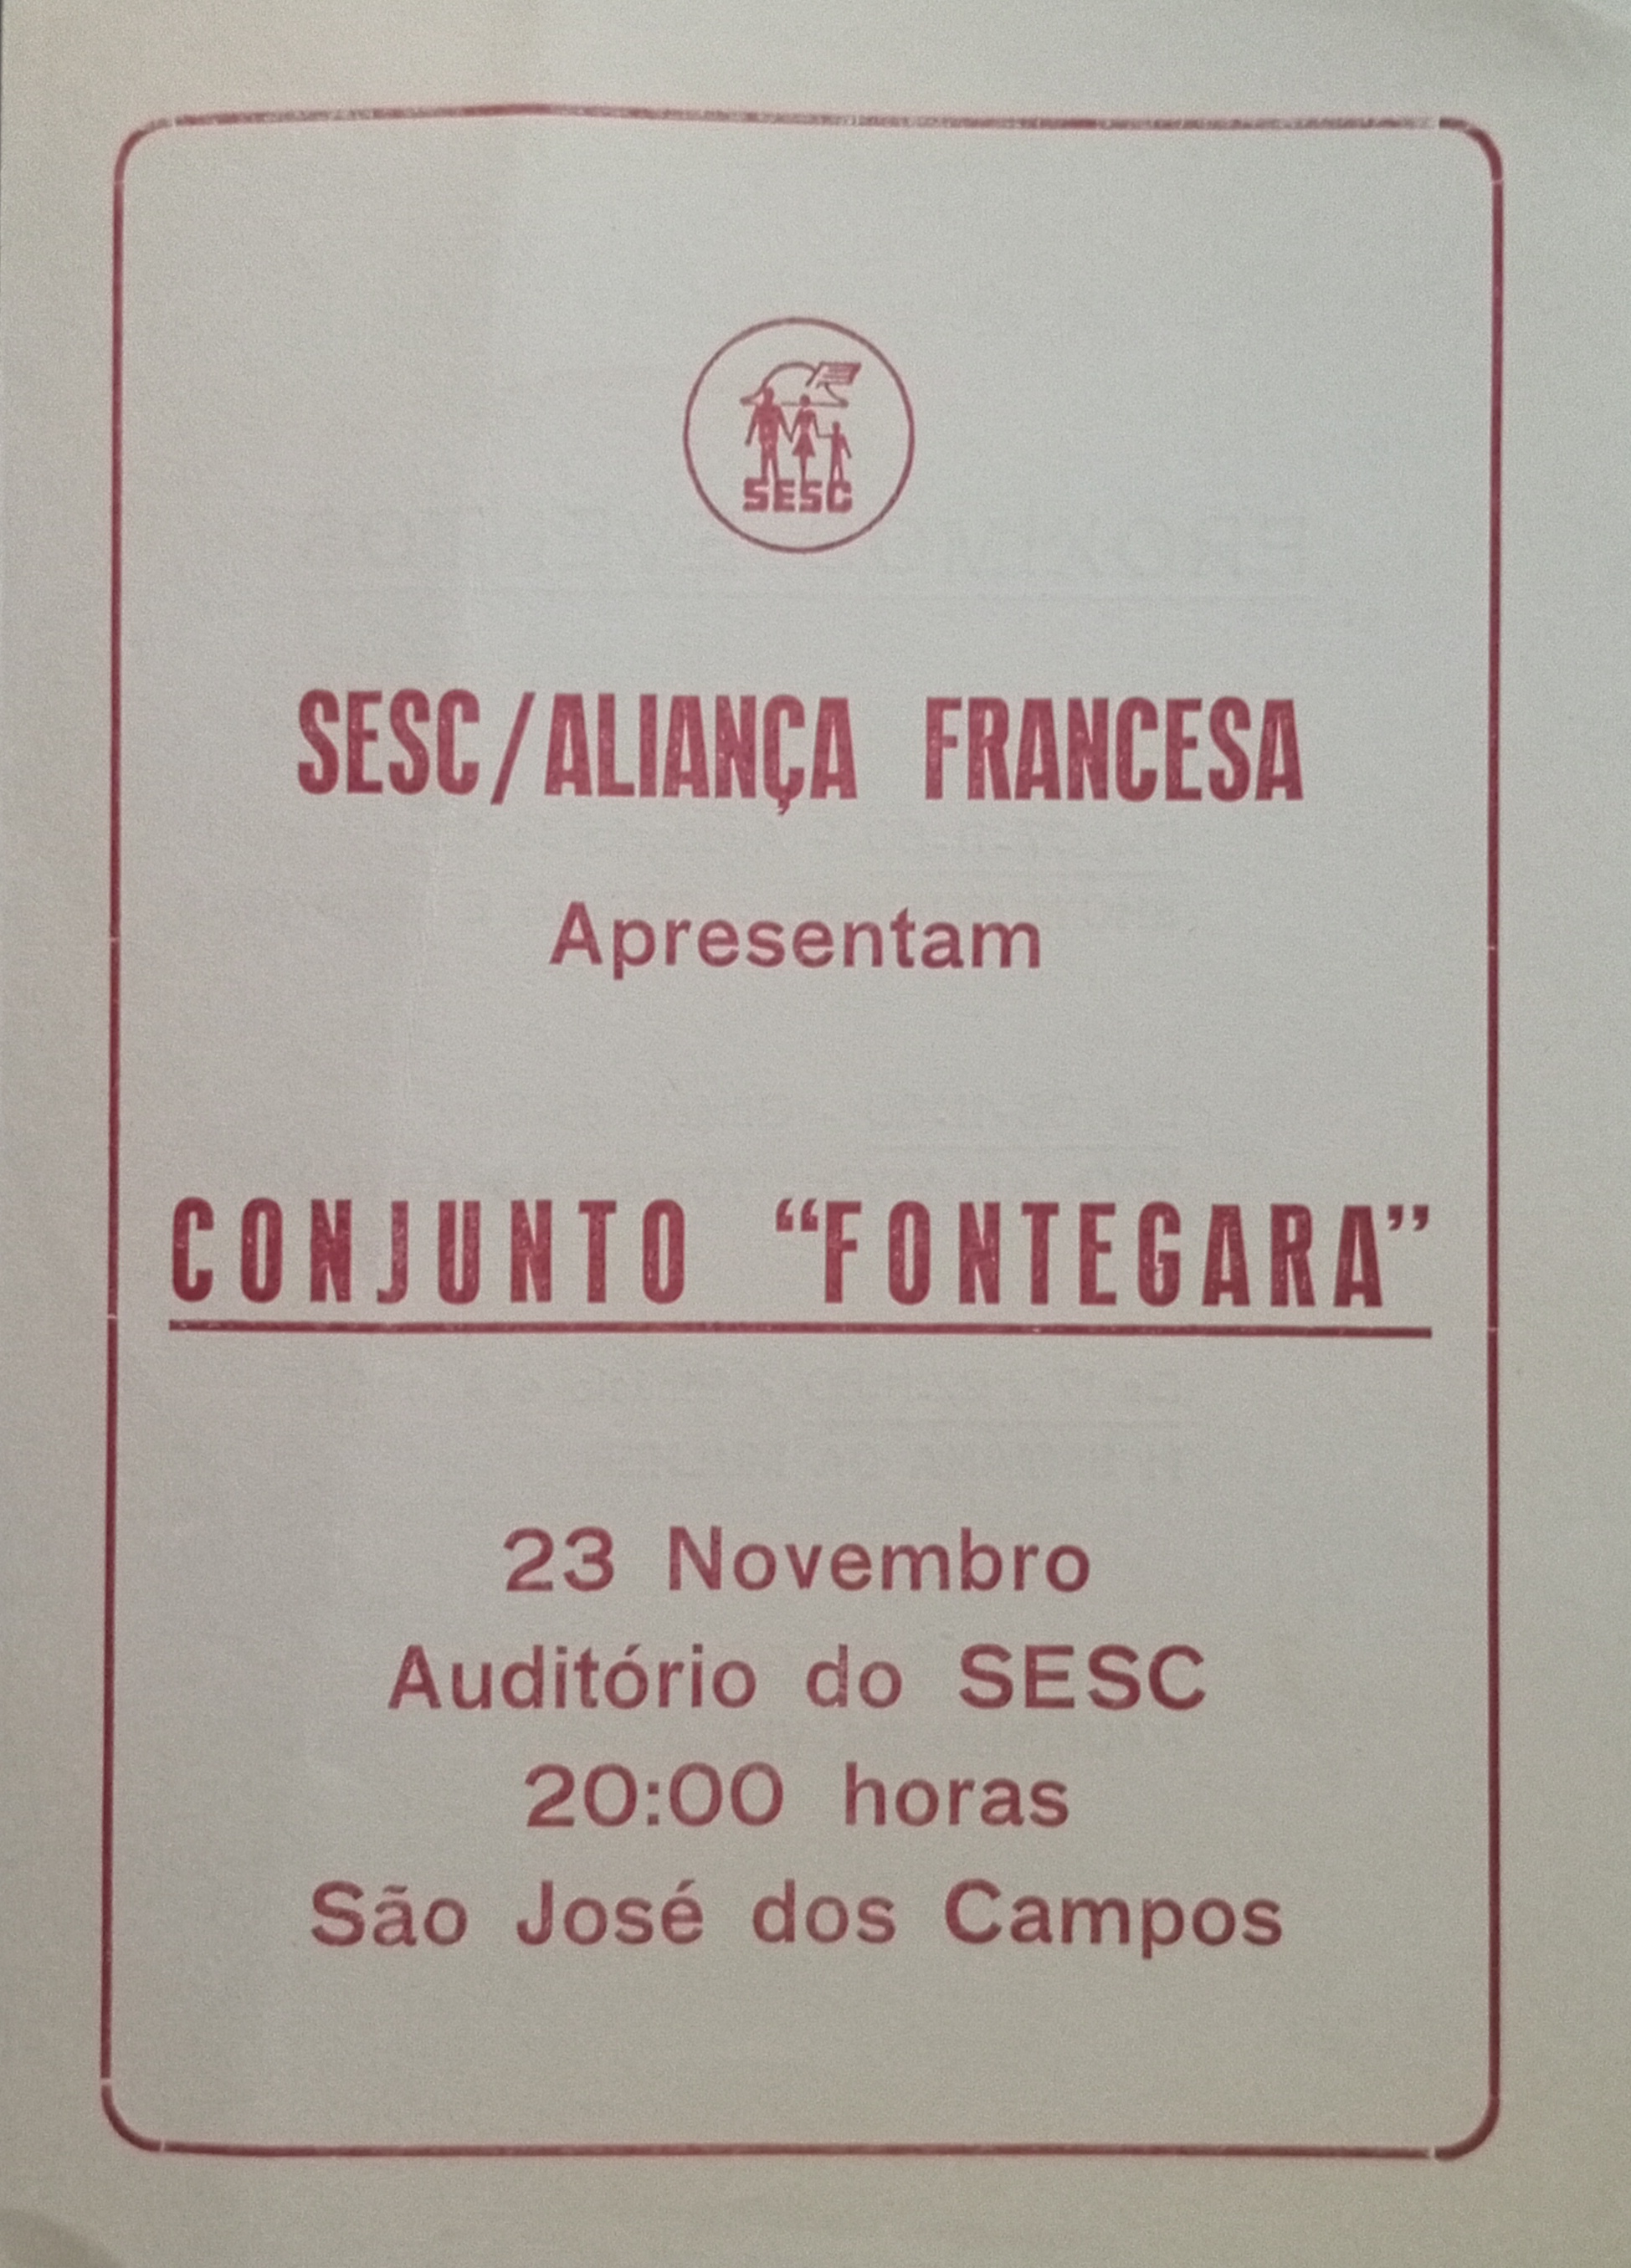 SESC
SESC/ALIANÇA FRANCESA
Apresentam
CONJUNTO “FONTEGARA”
23 Novembro
Auditório do SESC
20:00 horas
São José dos Campos